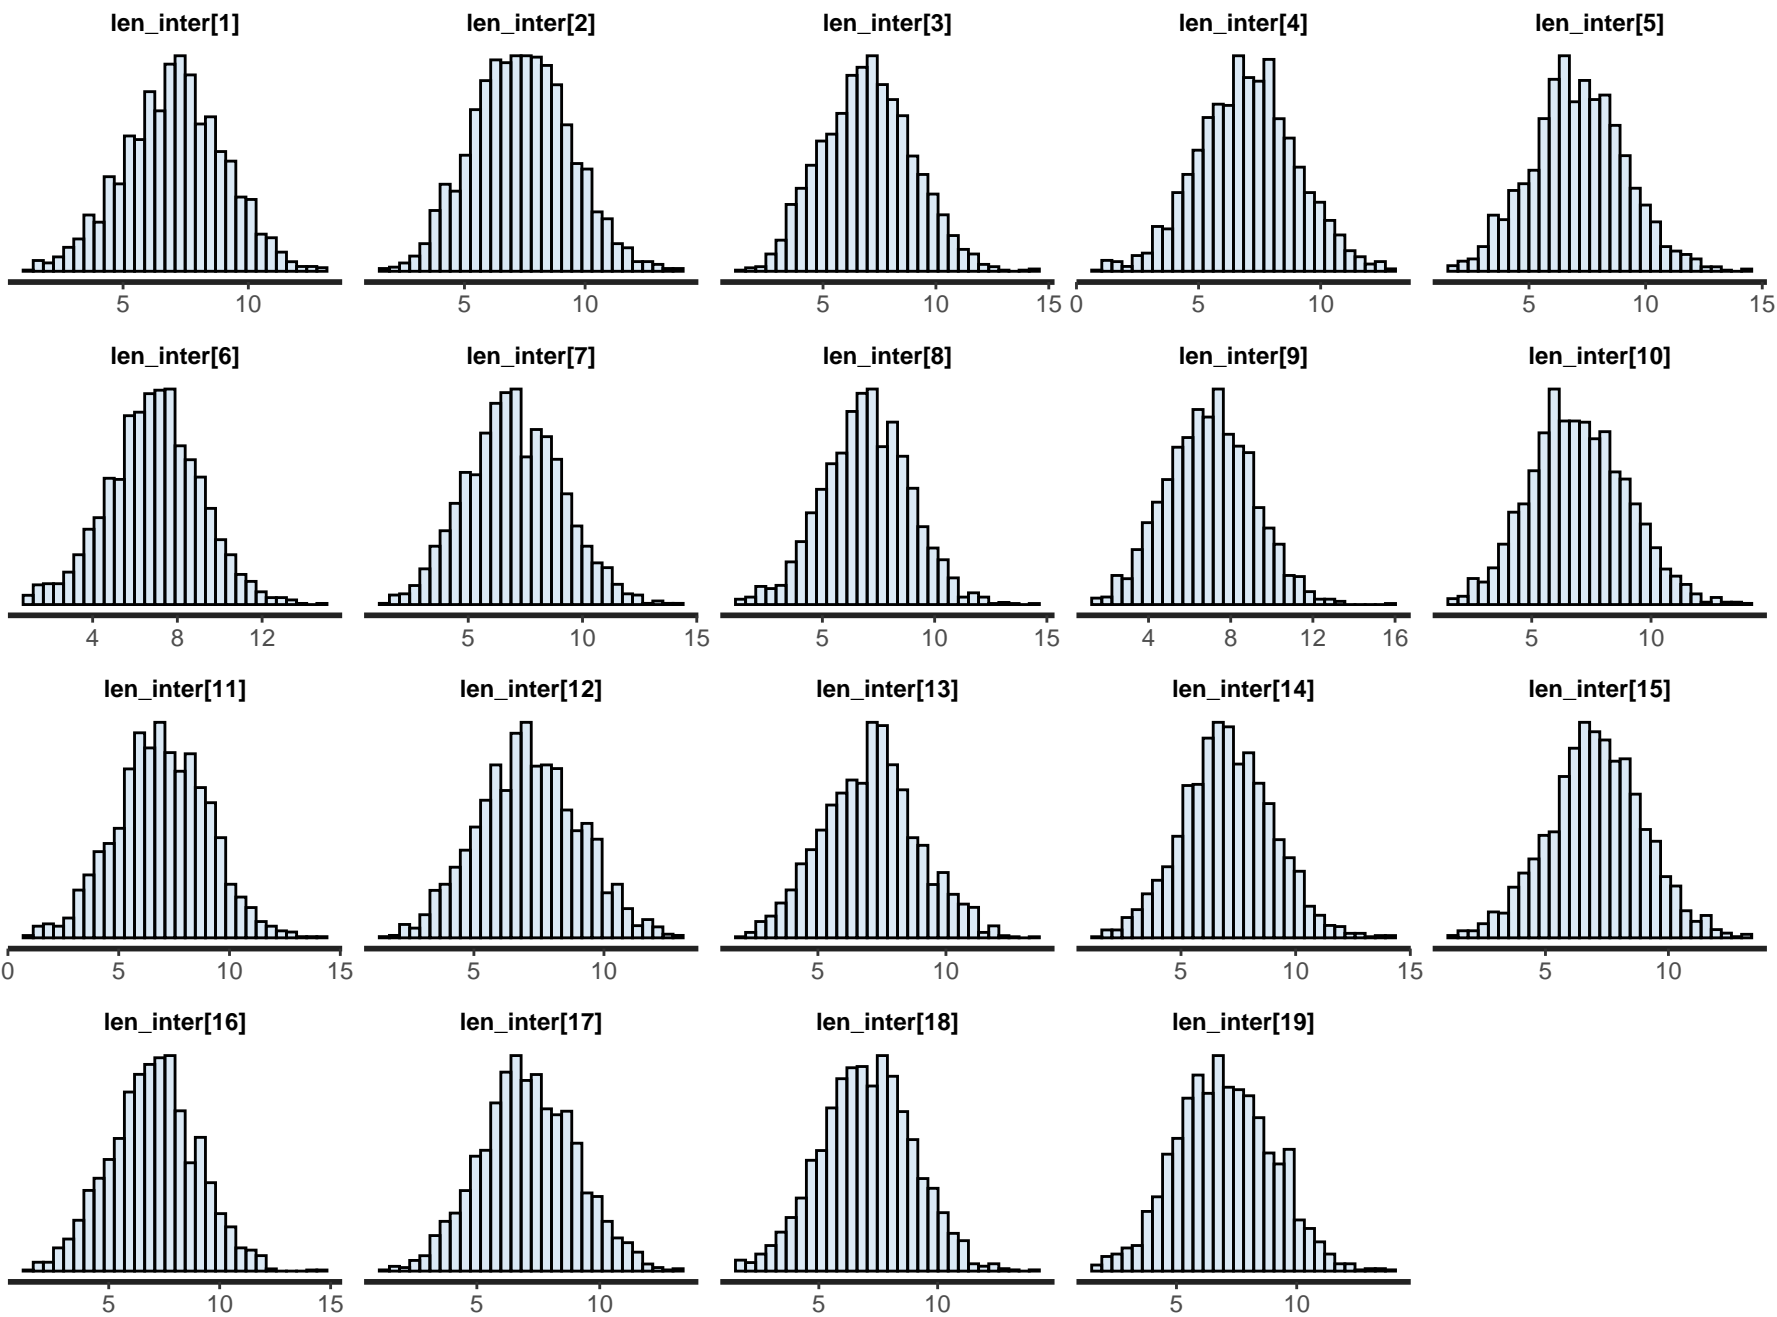 len_inter[1] len_inter[2] len_inter[3] len_inter[4] len_inter[5]
5 10 5 10 5 10 15 0 5 10 5 10 15
len_inter[6] len_inter[7] len_inter[8] len_inter[9] len_inter[10]
4 8 12 5 10 15 5 10 15 4 8 12 16 5 10
len_inter[11] len_inter[12] len_inter[13] len_inter[14] len_inter[15]
0 5 10 15 5 10 5 10 5 10 15 5 10
len_inter[16] len_inter[17] len_inter[18] len_inter[19]
5 10 15 5 10 5 10 5 10